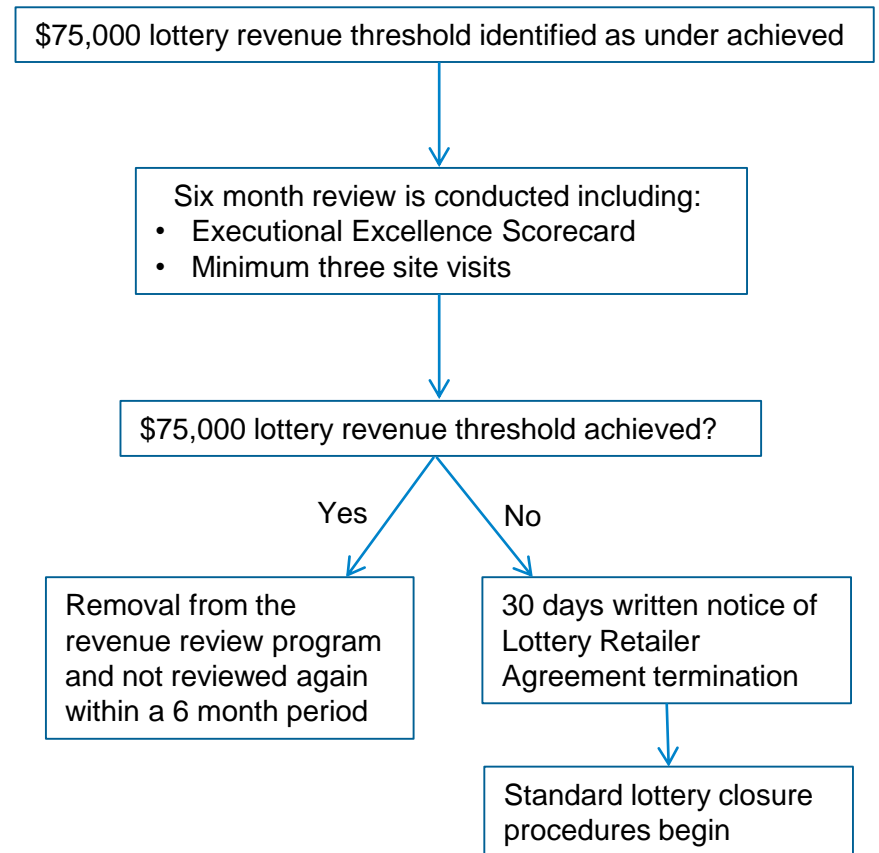 $75,000 lottery revenue threshold identified as under achieved
Six month review is conducted including:
• Executional Excellence Scorecard
• Minimum three site visits
$75,000 lottery revenue threshold achieved?
Yes
No
Removal from the
revenue review program
and not reviewed again
within a 6 month period
30 days written notice of
Lottery Retailer
Agreement termination
Standard lottery closure
procedures begin